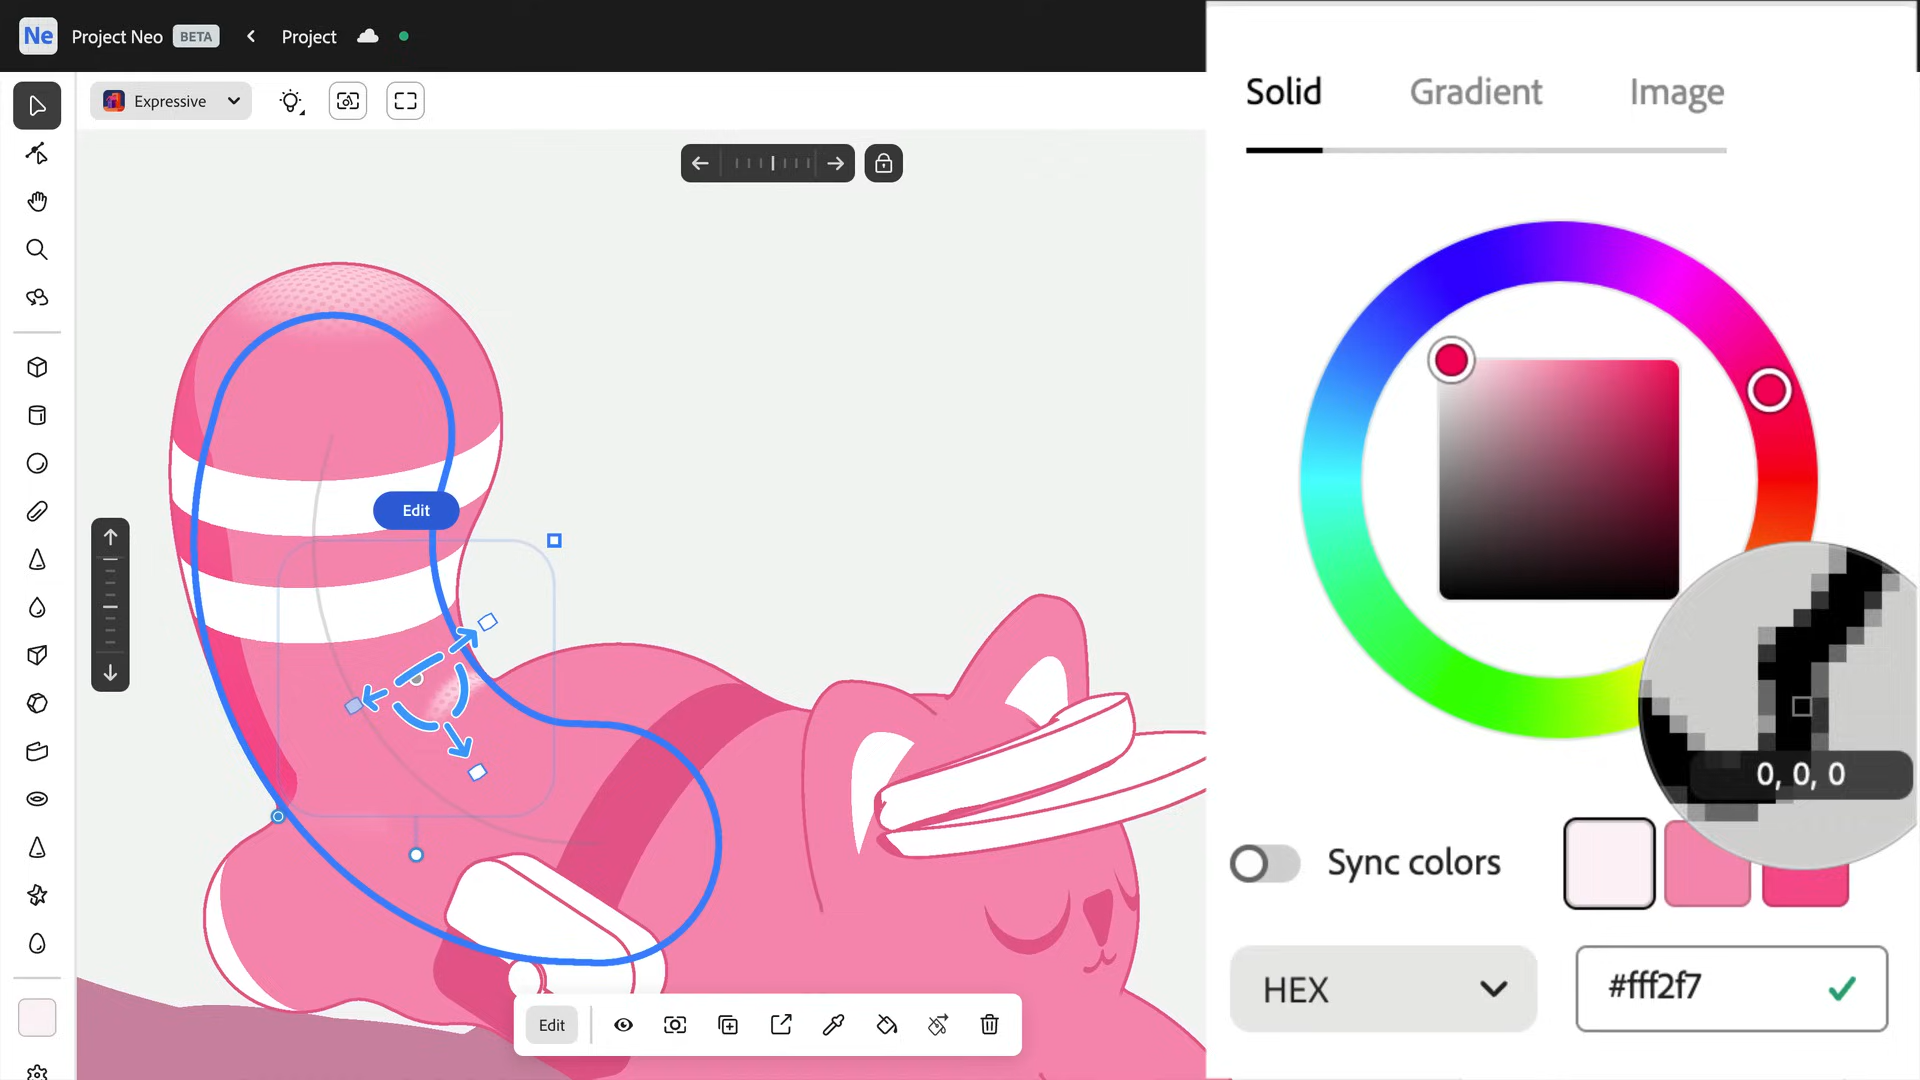 Ne Project Neo BETA Project
Expressive
Edit
Edit
Solid Gradient Image
0, 0, 0
Sync colors
HEX #fff2f7